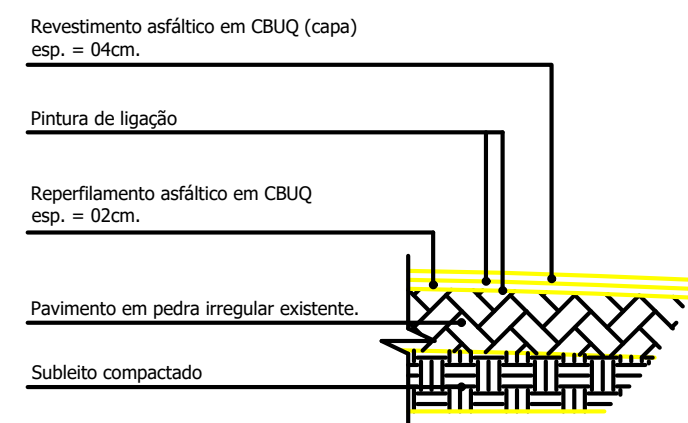 Revestimento asfáltico em CBUQ (capa)
esp. = 04cm.
Pintura de ligação
Reperfilamento asfáltico em CBUQ
esp. = 02cm.
Pavimento em pedra irregular existente.
Subleito compactado